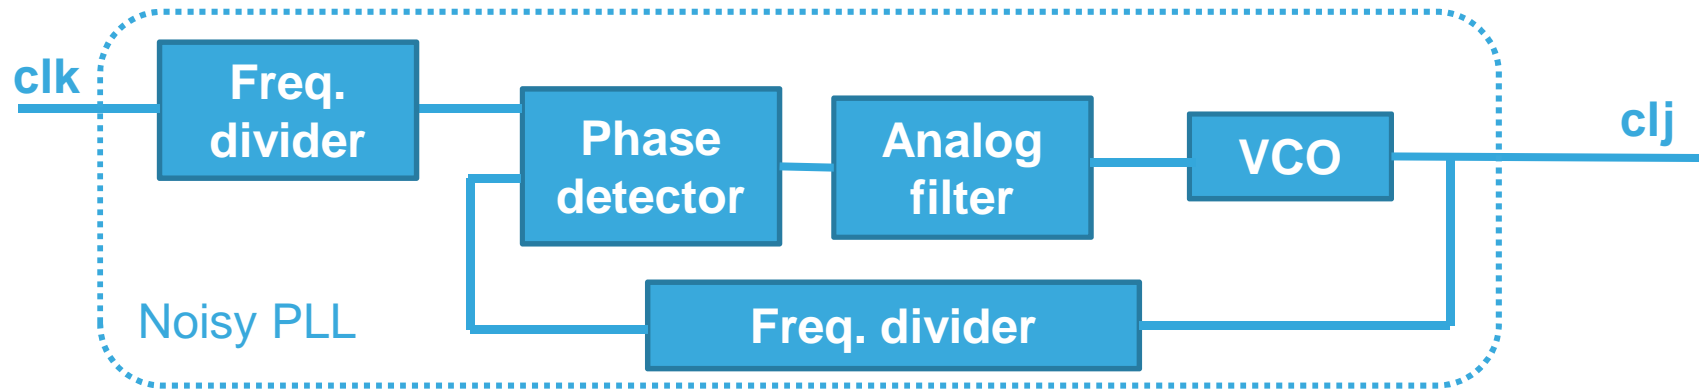 clk
Freq.
divider
Phase
detector
Analog
filter
VCO
clj
Noisy PLL
Freq. divider